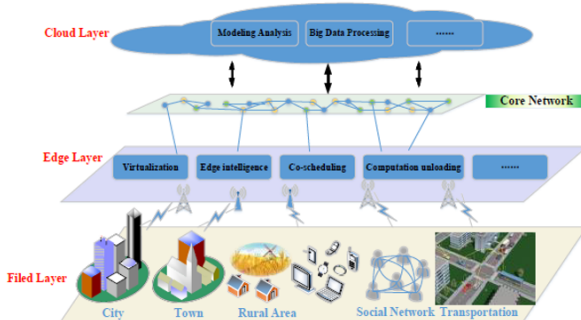 Cloud Layer
Modeling Analysis
Big Data Processing
......
Core Network
Edge Layer
Virtualization
Edge intelligence
Co-scheduling
Computation unloading
......
Filed Layer
City
Town
Rural Area
Social Network
Transportation